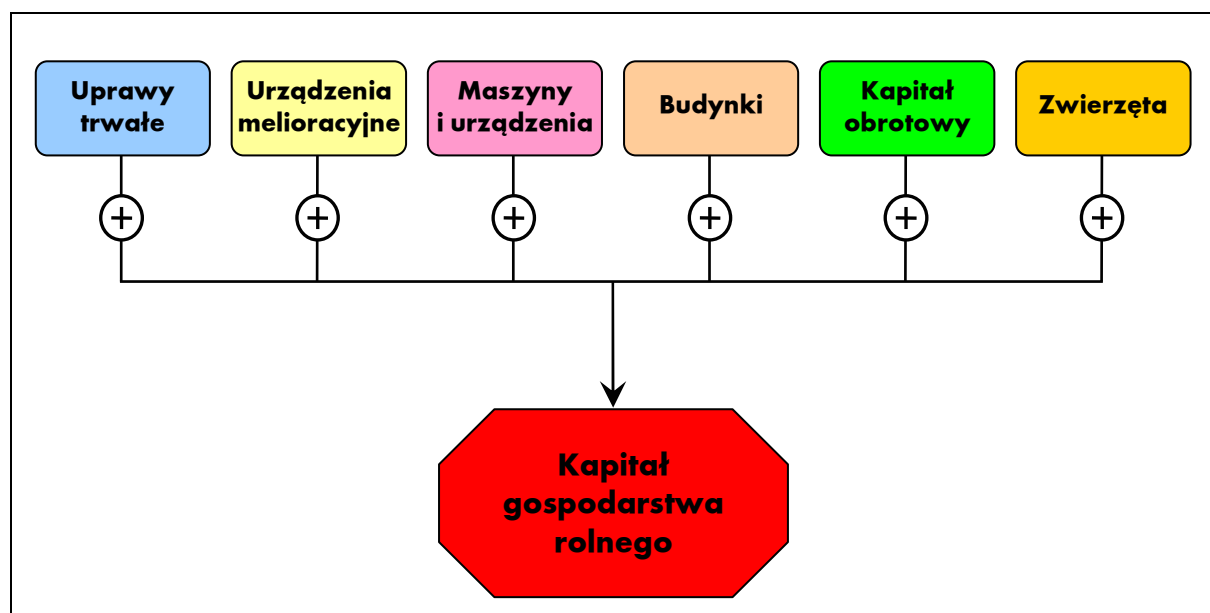 Uprawy
trwałe
Urządzenia
melioracyjne
Maszyny
i urządzenia
Budynki
Kapitał
obrotowy
Zwierzęta
+
+
+
+
+
+
Kapitał
gospodarstwa
rolnego